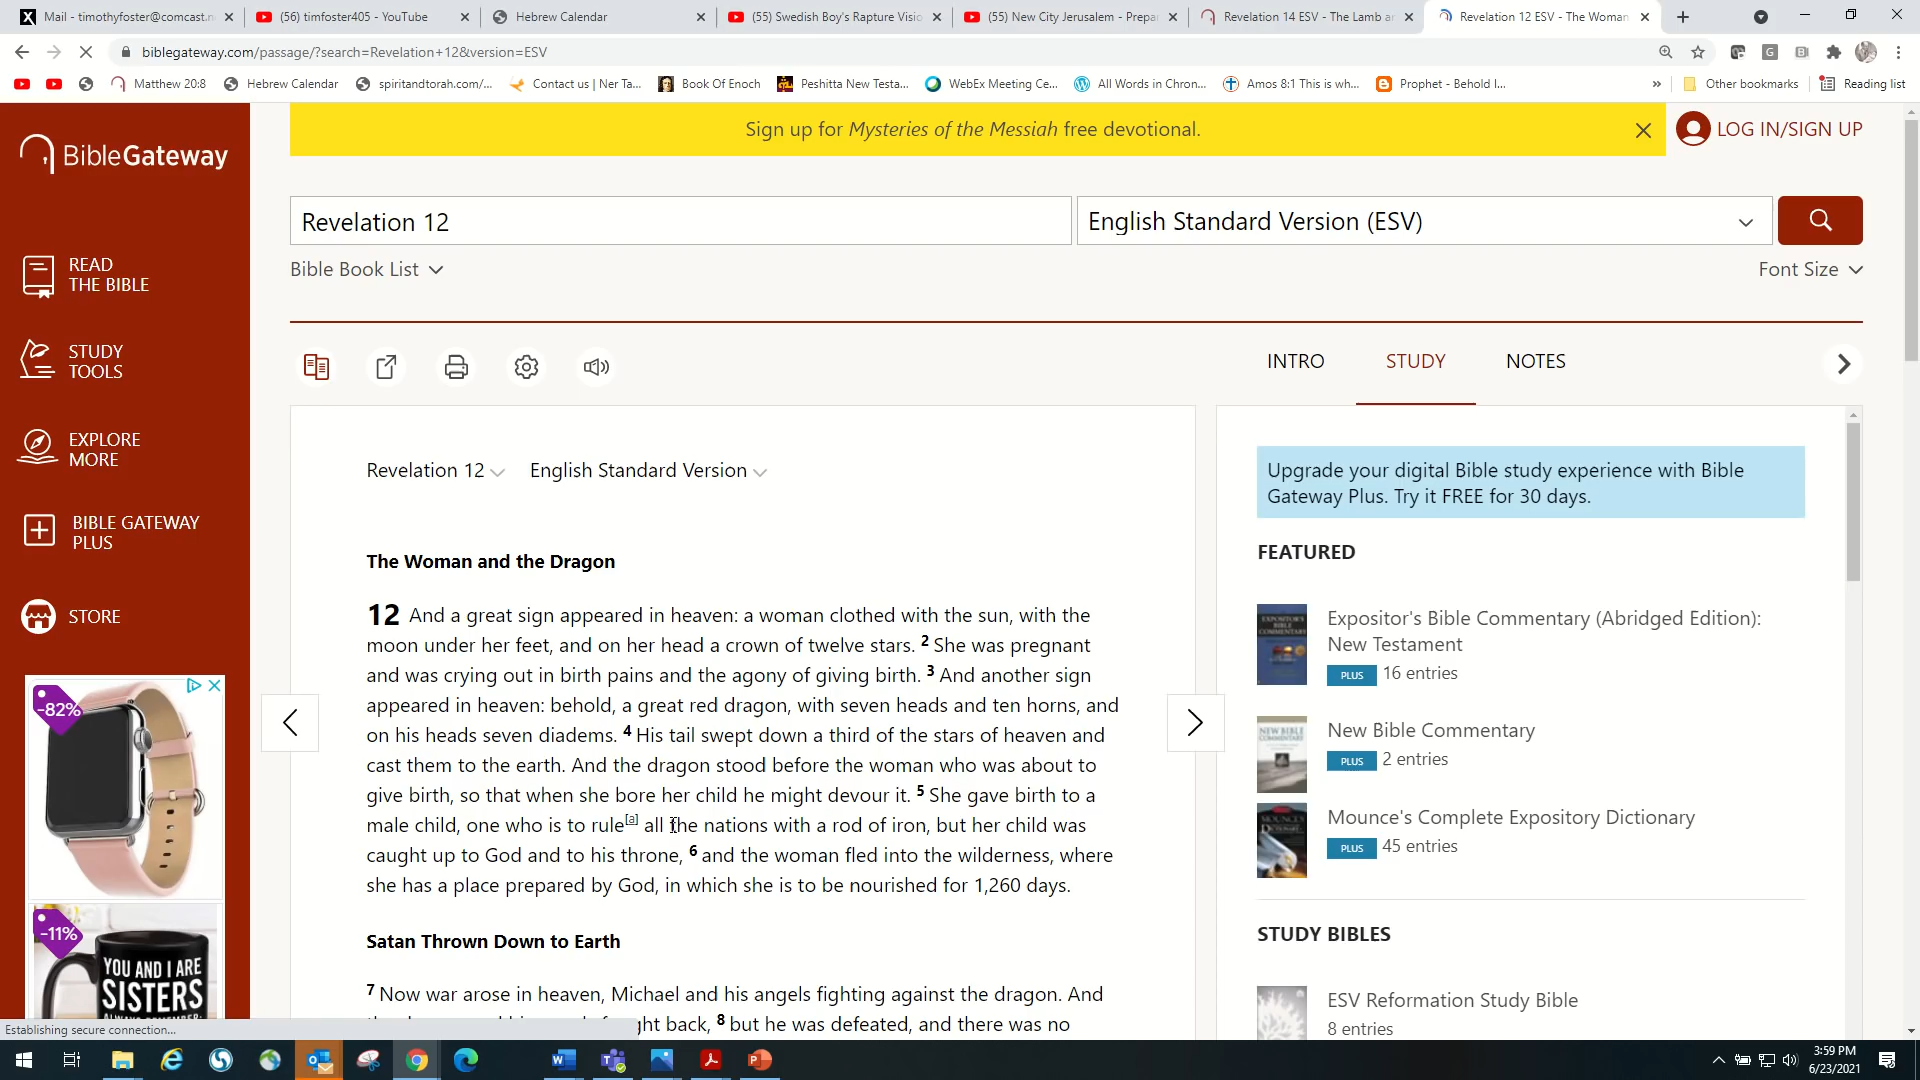 Mail - timothyfoster@comcast.n
(56) timfoster405 - YouTube
Hebrew Calendar
(55) Swedish Boy's Rapture Visio
(55) New City Jerusalem - Prepa
Revelation 14 ESV - The Lamb an
Revelation 12 ESV - The Woman
biblegateway.com/passage/?search=Revelation+12&version=ESV
Matthew 20:8
Hebrew Calendar
spiritandtorah.com/...
Contact us | Ner Ta...
Book Of Enoch
Peshitta New Testa...
WebEx Meeting Ce...
All Words in Chron...
Amos 8:1 This is wh...
Prophet - Behold I...
»
Other bookmarks
Reading list
BibleGateway
Sign up for Mysteries of the Messiah free devotional.
LOG IN/SIGN UP
Revelation 12
English Standard Version (ESV)
Bible Book List
Font Size
READ
THE BIBLE
STUDY
TOOLS
EXPLORE
MORE
BIBLE GATEWAY
PLUS
STORE
-82%
-11%
YOU AND I ARE
SISTERS
INTRO
STUDY
NOTES
Revelation 12
English Standard Version
The Woman and the Dragon
12 And a great sign appeared in heaven: a woman clothed with the sun, with the
moon under her feet, and on her head a crown of twelve stars. 2 She was pregnant
and was crying out in birth pains and the agony of giving birth. 3 And another sign
appeared in heaven: behold, a great red dragon, with seven heads and ten horns, and
on his heads seven diadems. 4 His tail swept down a third of the stars of heaven and
cast them to the earth. And the dragon stood before the woman who was about to
give birth, so that when she bore her child he might devour it. 5 She gave birth to a
male child, one who is to rule[a] all the nations with a rod of iron, but her child was
caught up to God and to his throne, 6 and the woman fled into the wilderness, where
she has a place prepared by God, in which she is to be nourished for 1,260 days.
Satan Thrown Down to Earth
7 Now war arose in heaven, Michael and his angels fighting against the dragon. And
back, 8 but he was defeated, and there was no
Upgrade your digital Bible study experience with Bible
Gateway Plus. Try it FREE for 30 days.
FEATURED
EXPOSITOR'S
BIBLE
COMMENTARY
Expositor's Bible Commentary (Abridged Edition):
New Testament
PLUS 16 entries
NEW BIBLE
COMMENTARY
New Bible Commentary
PLUS 2 entries
Mounce's Complete Expository Dictionary
PLUS 45 entries
STUDY BIBLES
ESV Reformation Study Bible
8 entries
Establishing secure connection...
3:59 PM
6/23/2021